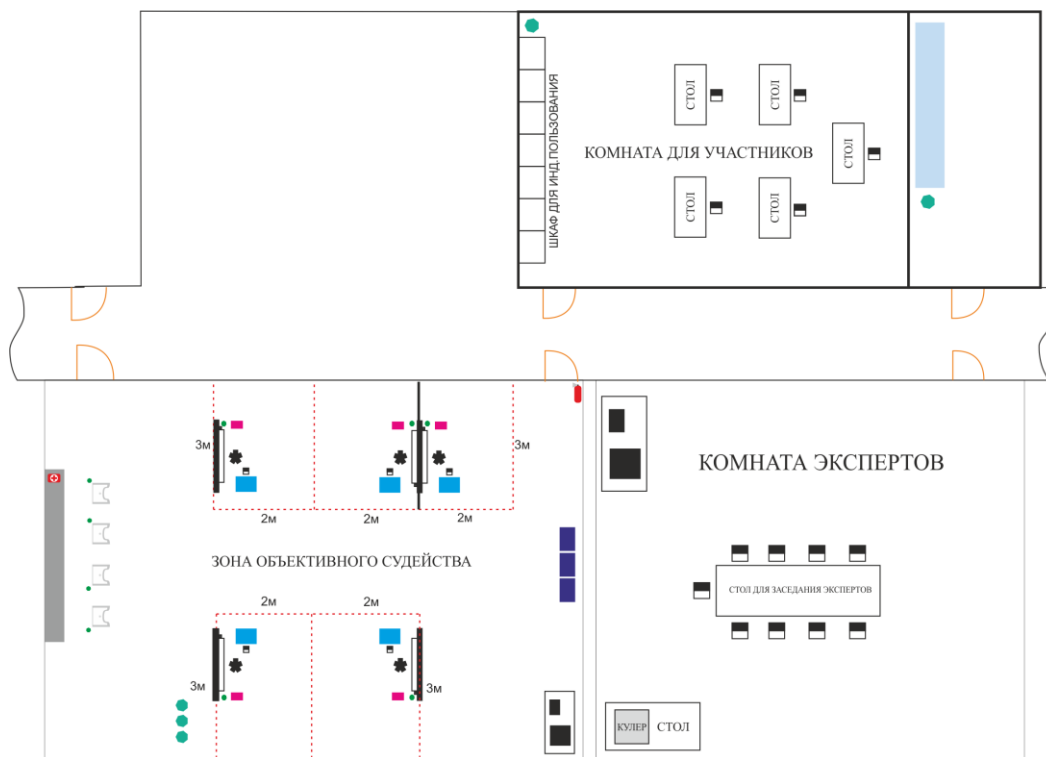 ШКАФ ДЛЯ ИНД.ПОЛЬЗОВАНИЯ
СТОЛ
СТОЛ
КОМНАТА ДЛЯ УЧАСТНИКОВ
СТОЛ
СТОЛ
СТОЛ
3м
3м
2м
2м
2м
КОМНАТА ЭКСПЕРТОВ
ЗОНА ОБЪЕКТИВНОГО СУДЕЙСТВА
СТОЛ ДЛЯ ЗАСЕДАНИЯ ЭКСПЕРТОВ
2м
2м
3м
3м
КУЛЕР
СТОЛ